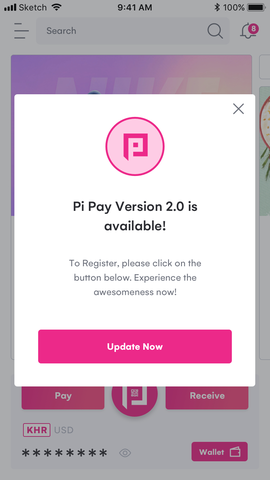 Sketch
9:41 AM
100%
Search
8
NIKE
Pi Pay Version 2.0 is
available!
To Register, please click on the
button below. Experience the
awesomeness now!
Update Now
Pay
Receive
KHR USD
********
Wallet